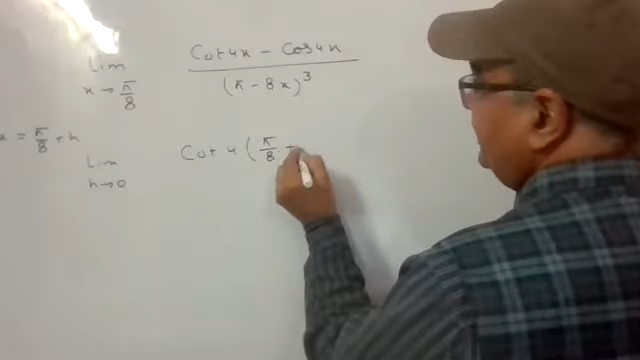 Lim x→π/8 Cot 4x - Cos 4x / (π - 8x)³
x = π/8 + h
Lim h→0 Cot 4 (π/8